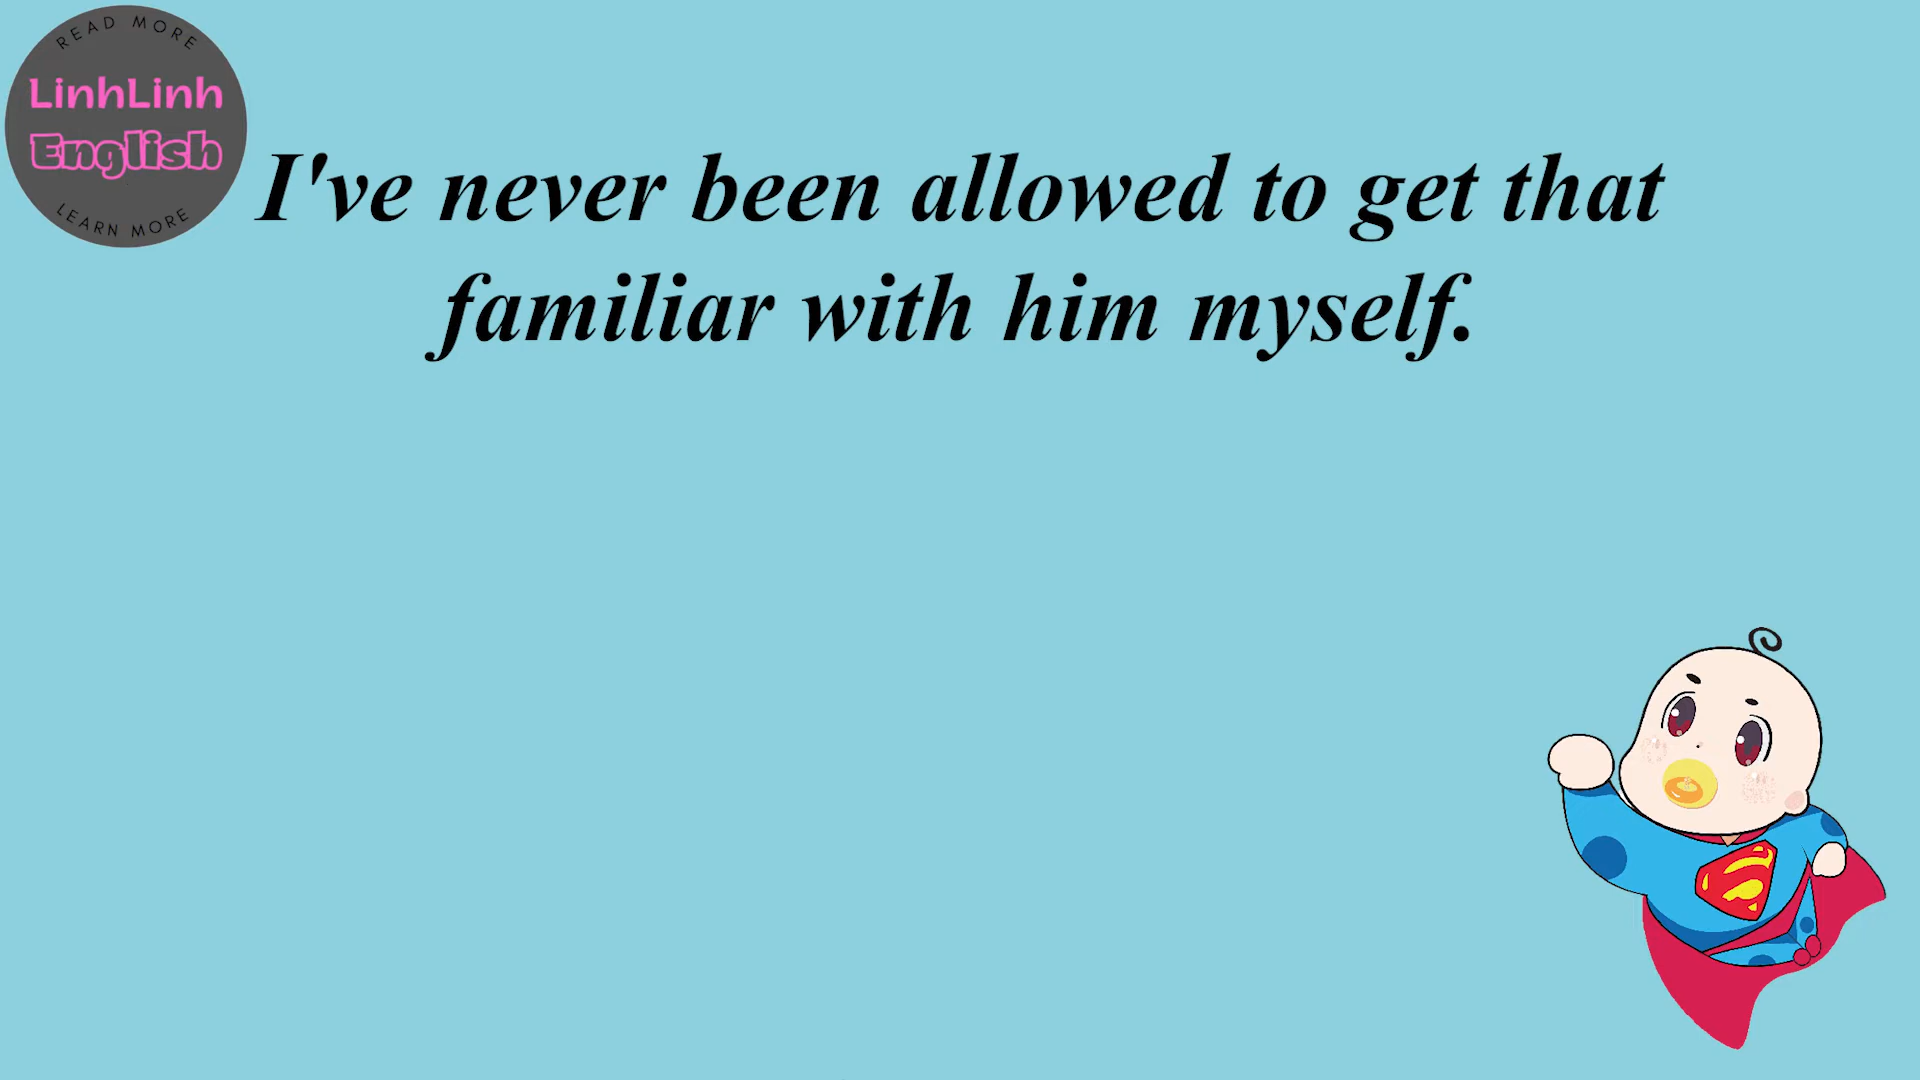 READ MORE
LinhLinh
English
LEARN MORE
I've never been allowed to get that
familiar with him myself.